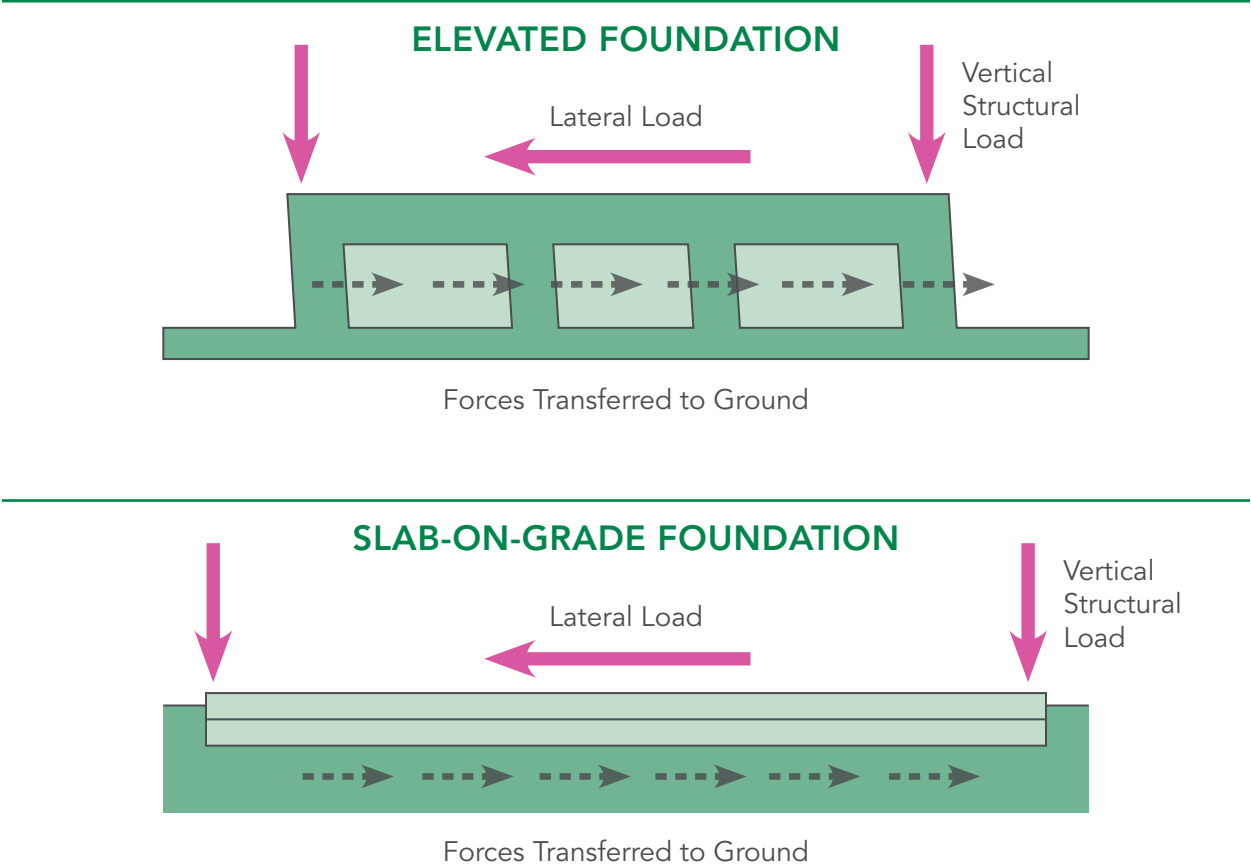 ELEVATED FOUNDATION
Vertical
Structural
Load
Lateral Load
Forces Transferred to Ground
SLAB-ON-GRADE FOUNDATION
Vertical
Structural
Load
Lateral Load
Forces Transferred to Ground